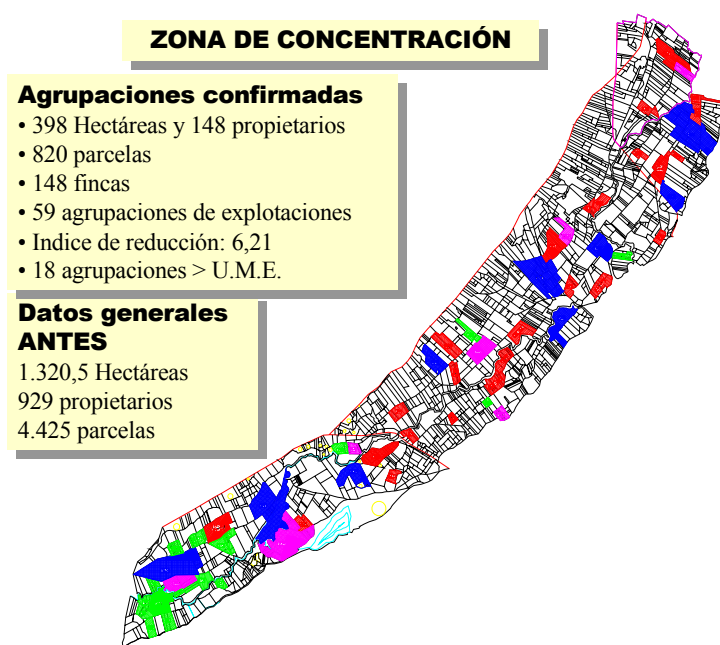 ZONA DE CONCENTRACIÓN
Agrupaciones confirmadas
• 398 Hectáreas y 148 propietarios
• 820 parcelas
• 148 fincas
• 59 agrupaciones de explotaciones
• Indice de reducción: 6,21
• 18 agrupaciones > U.M.E.
Datos generales
ANTES
1.320,5 Hectáreas
929 propietarios
4.425 parcelas